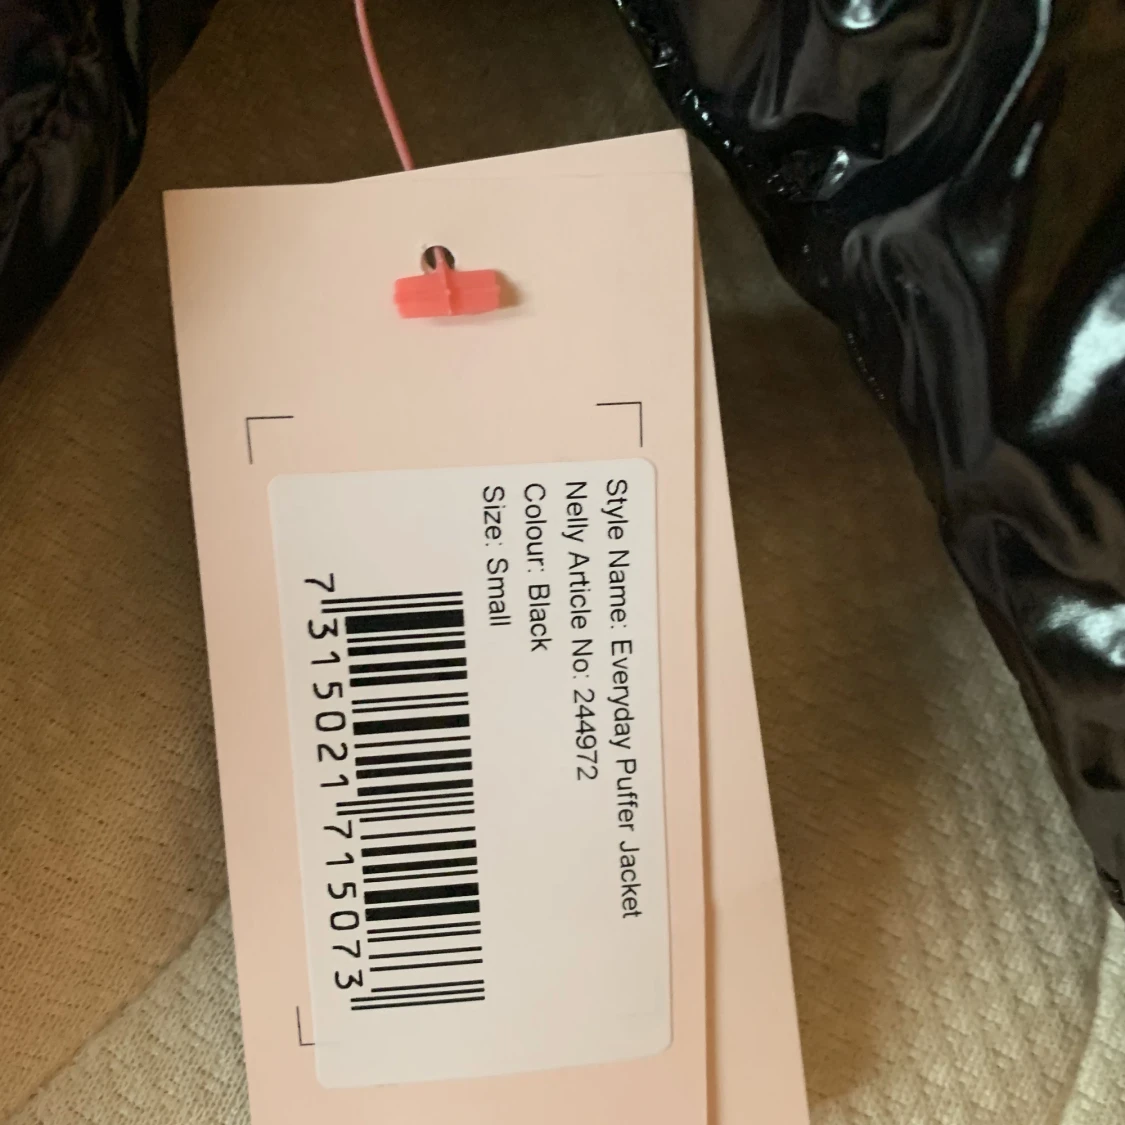 Style Name: Everyday Puffer Jacket
Nelly Article No: 244972
Colour: Black
Size: Small
7 315021 715073